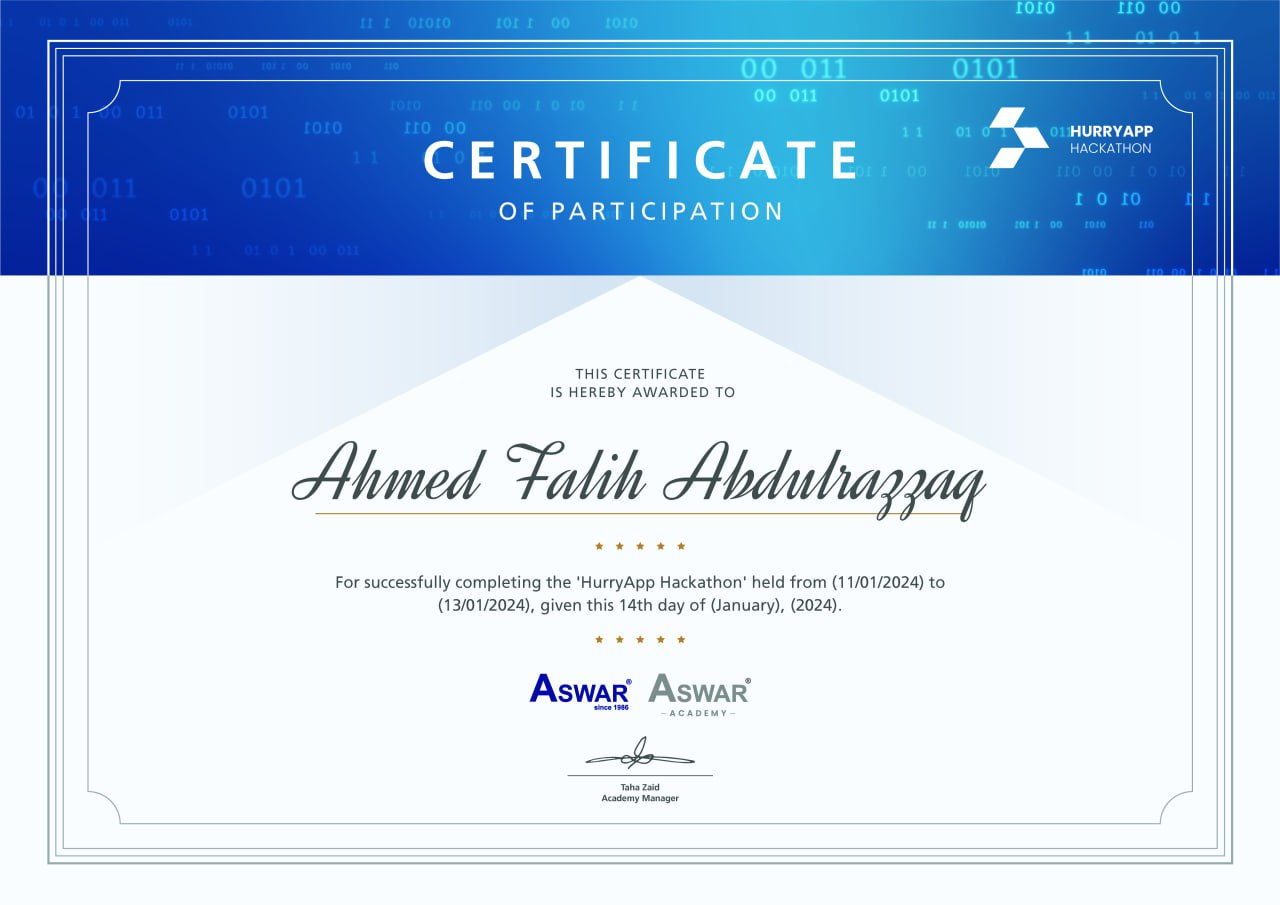 CERTIFICATE
OF PARTICIPATION
HURRYAPP
HACKATHON
THIS CERTIFICATE
IS HEREBY AWARDED TO
Ahmed Falih Abdulrazzaq
For successfully completing the 'HurryApp Hackathon' held from (11/01/2024) to
(13/01/2024), given this 14th day of (January), (2024).
ASWAR®
since 1986
ASWAR®
– ACADEMY –
Taha Zaid
Academy Manager